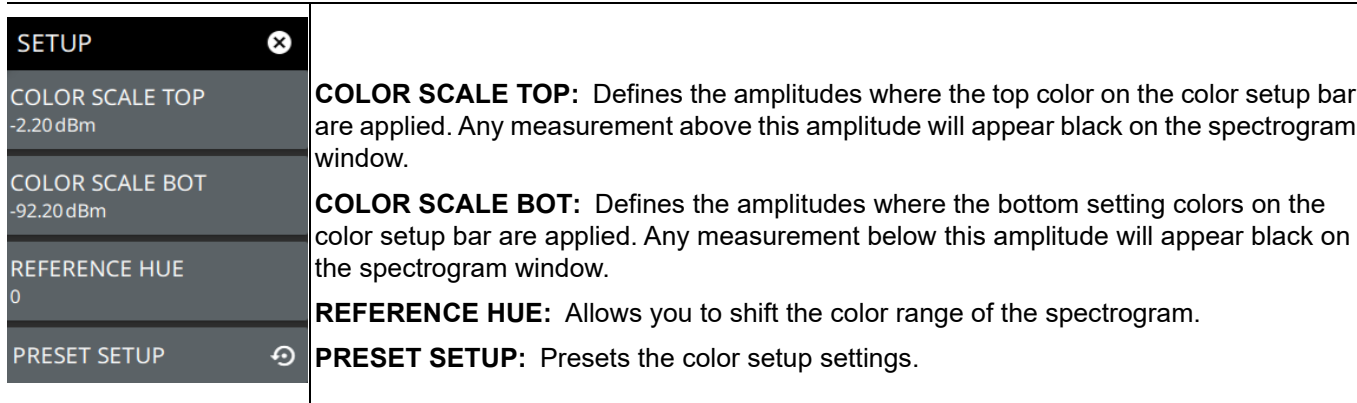 SETUP
COLOR SCALE TOP
-2.20 dBm
COLOR SCALE BOT
-92.20 dBm
REFERENCE HUE
0
PRESET SETUP
COLOR SCALE TOP: Defines the amplitudes where the top color on the color setup bar
are applied. Any measurement above this amplitude will appear black on the spectrogram
window.
COLOR SCALE BOT: Defines the amplitudes where the bottom setting colors on the
color setup bar are applied. Any measurement below this amplitude will appear black on
the spectrogram window.
REFERENCE HUE: Allows you to shift the color range of the spectrogram.
PRESET SETUP: Presets the color setup settings.